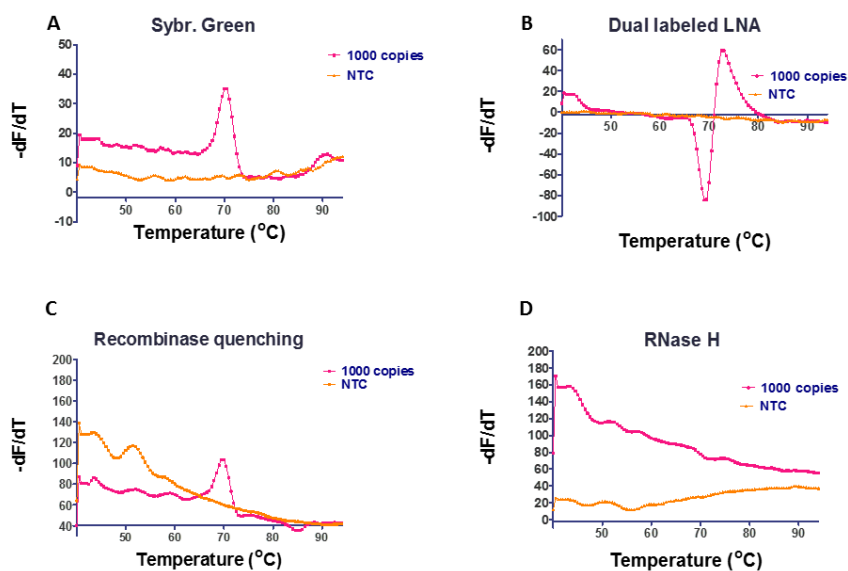 A
Sybr. Green
1000 copies
NTC
50
40
30
20
10
0
-10
-dF/dT
50 60 70 80 90
Temperature (°C)
B
Dual labeled LNA
1000 copies
NTC
60
40
20
0
-20
-40
-60
-80
-100
-dF/dT
50 60 70 80 90
Temperature (°C)
C
Recombinase quenching
1000 copies
NTC
200
180
160
140
120
100
80
60
40
-dF/dT
50 60 70 80 90
Temperature (°C)
D
RNase H
1000 copies
NTC
200
180
160
140
120
100
80
60
40
20
0
-dF/dT
50 60 70 80 90
Temperature (°C)